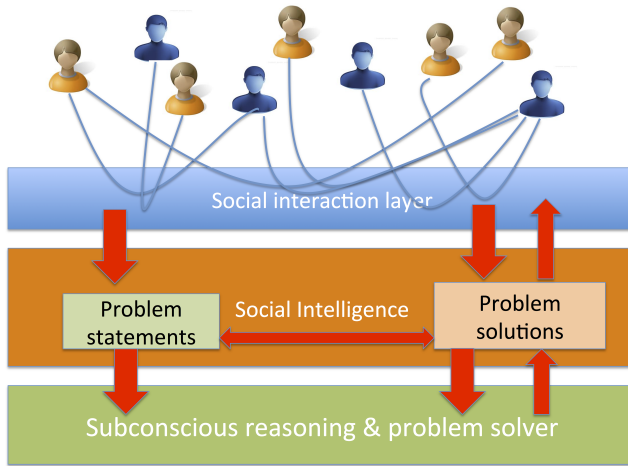 Social interaction layer
Problem
statements
Social Intelligence
Problem
solutions
Subconscious reasoning & problem solver